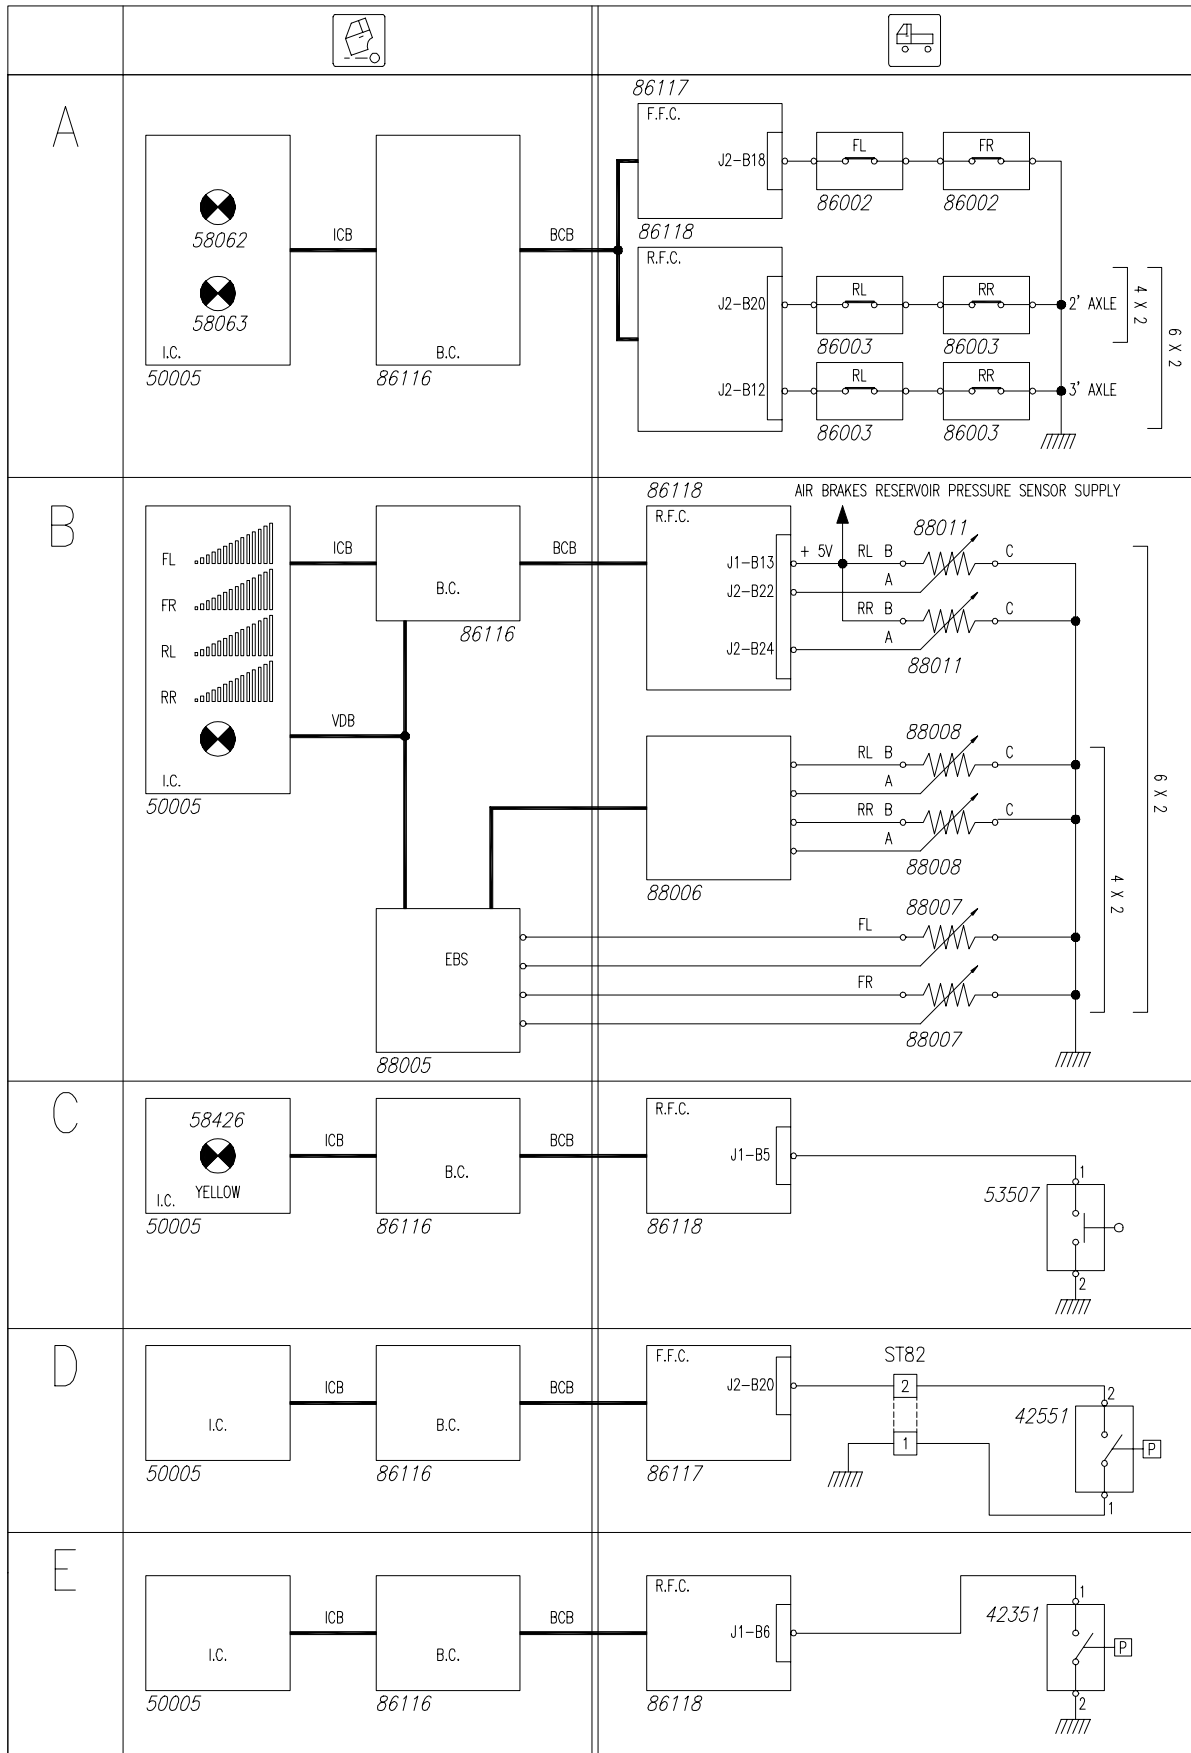 A
86117
F.F.C.
J2-B18
FL
FR
86002
86002
58062
ICB
BCB
86118
R.F.C.
58063
J2-B20
RL
RR
2' AXLE
4 X 2
6 X 2
86003
86003
I.C.
B.C.
50005
86116
J2-B12
RL
RR
3' AXLE
86003
86003
B
86118
AIR BRAKES RESERVOIR PRESSURE SENSOR SUPPLY
R.F.C.
88011
FL
ICB
BCB
J1-B13
+ 5V
RL B
C
B.C.
A
J2-B22
FR
RR B
C
86116
A
RL
J2-B24
88011
RR
VDB
88008
RL B
C
I.C.
A
50005
6 X 2
RR B
C
A
88006
88008
4 X 2
88007
FL
EBS
FR
88007
88005
C
58426
R.F.C.
ICB
BCB
J1-B5
B.C.
I.C.
YELLOW
1
53507
50005
86116
86118
2
D
F.F.C.
ST82
ICB
BCB
J2-B20
2
2
I.C.
B.C.
42551
1
P
50005
86116
86117
1
E
R.F.C.
ICB
BCB
1
J1-B6
42351
P
I.C.
B.C.
50005
86116
86118
2